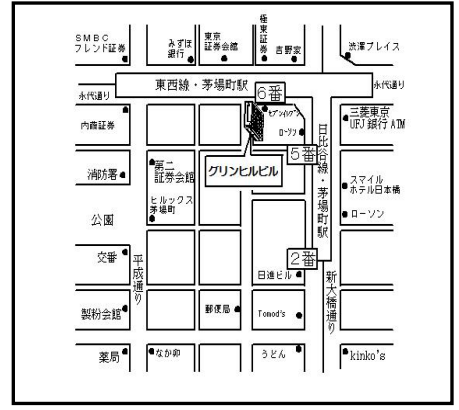 SMBC
フレンド証券
みずほ
銀行
東京
証券会館
極東証券
吉野家
渋澤プレイス
永代通り
東西線・茅場町駅
6番
永代通り
内藤証券
セブンイレブン
ローソン
5番
三菱東京
UFJ銀行 ATM
消防署
第二
証券会館
グリンヒルビル
日比谷線・茅場町駅
スマイル
ホテル日本橋
ヒルックス
茅場町
ローソン
公園
交番
平成通り
2番
日進ビル
新大橋通り
製粉会館
郵便局
Tomod's
薬局
なか卯
うどん
kinko's